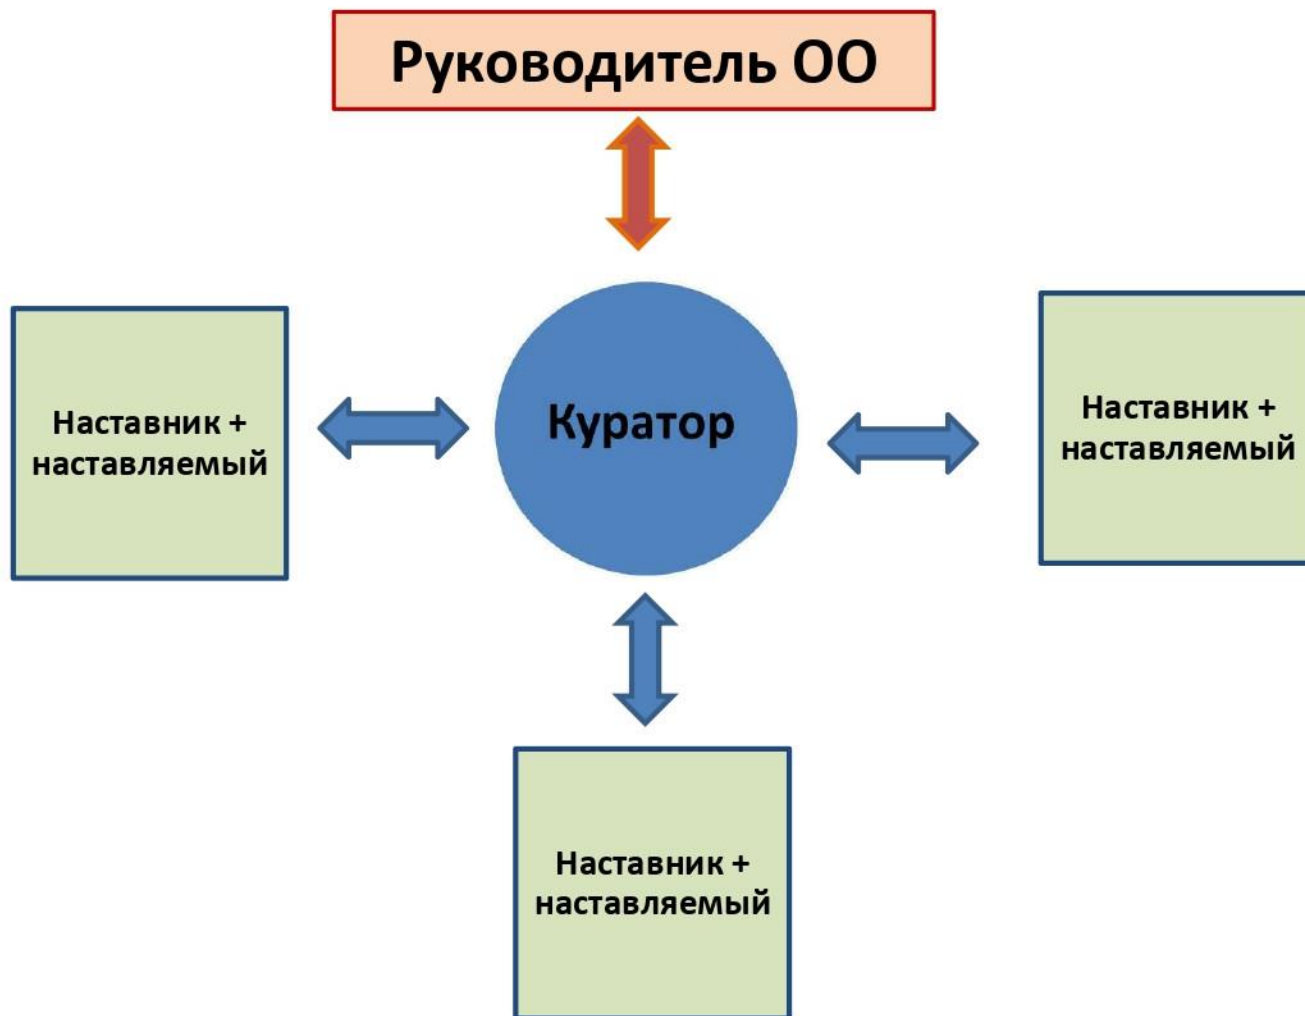 Руководитель ОО
Наставник +
наставляемый
Куратор
Наставник +
наставляемый
Наставник +
наставляемый